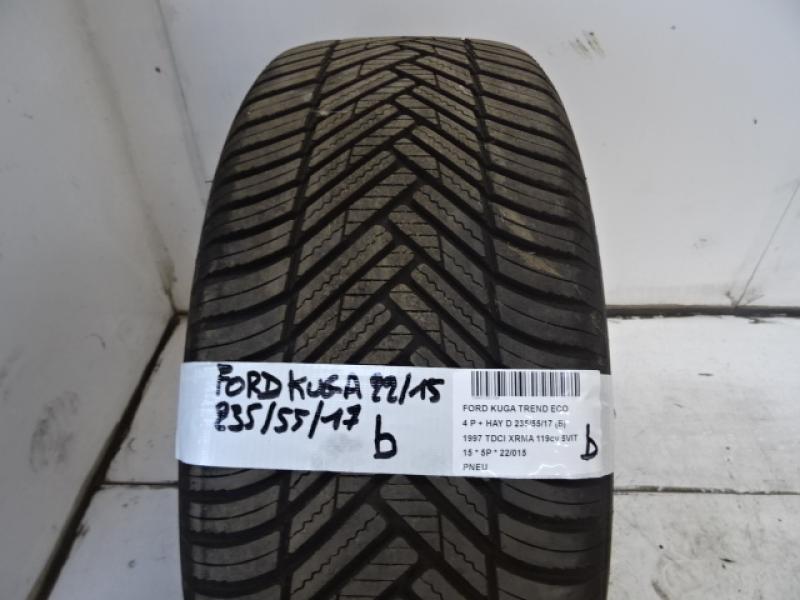 FORD KUGA 22/15
235/55/17
b
FORD KUGA TREND ECO
4 P + HAY D 235/55/17 (B)
1997 TDCI XRMA 119cv 5VIT
15 * 5P * 22/015
PNEU
b